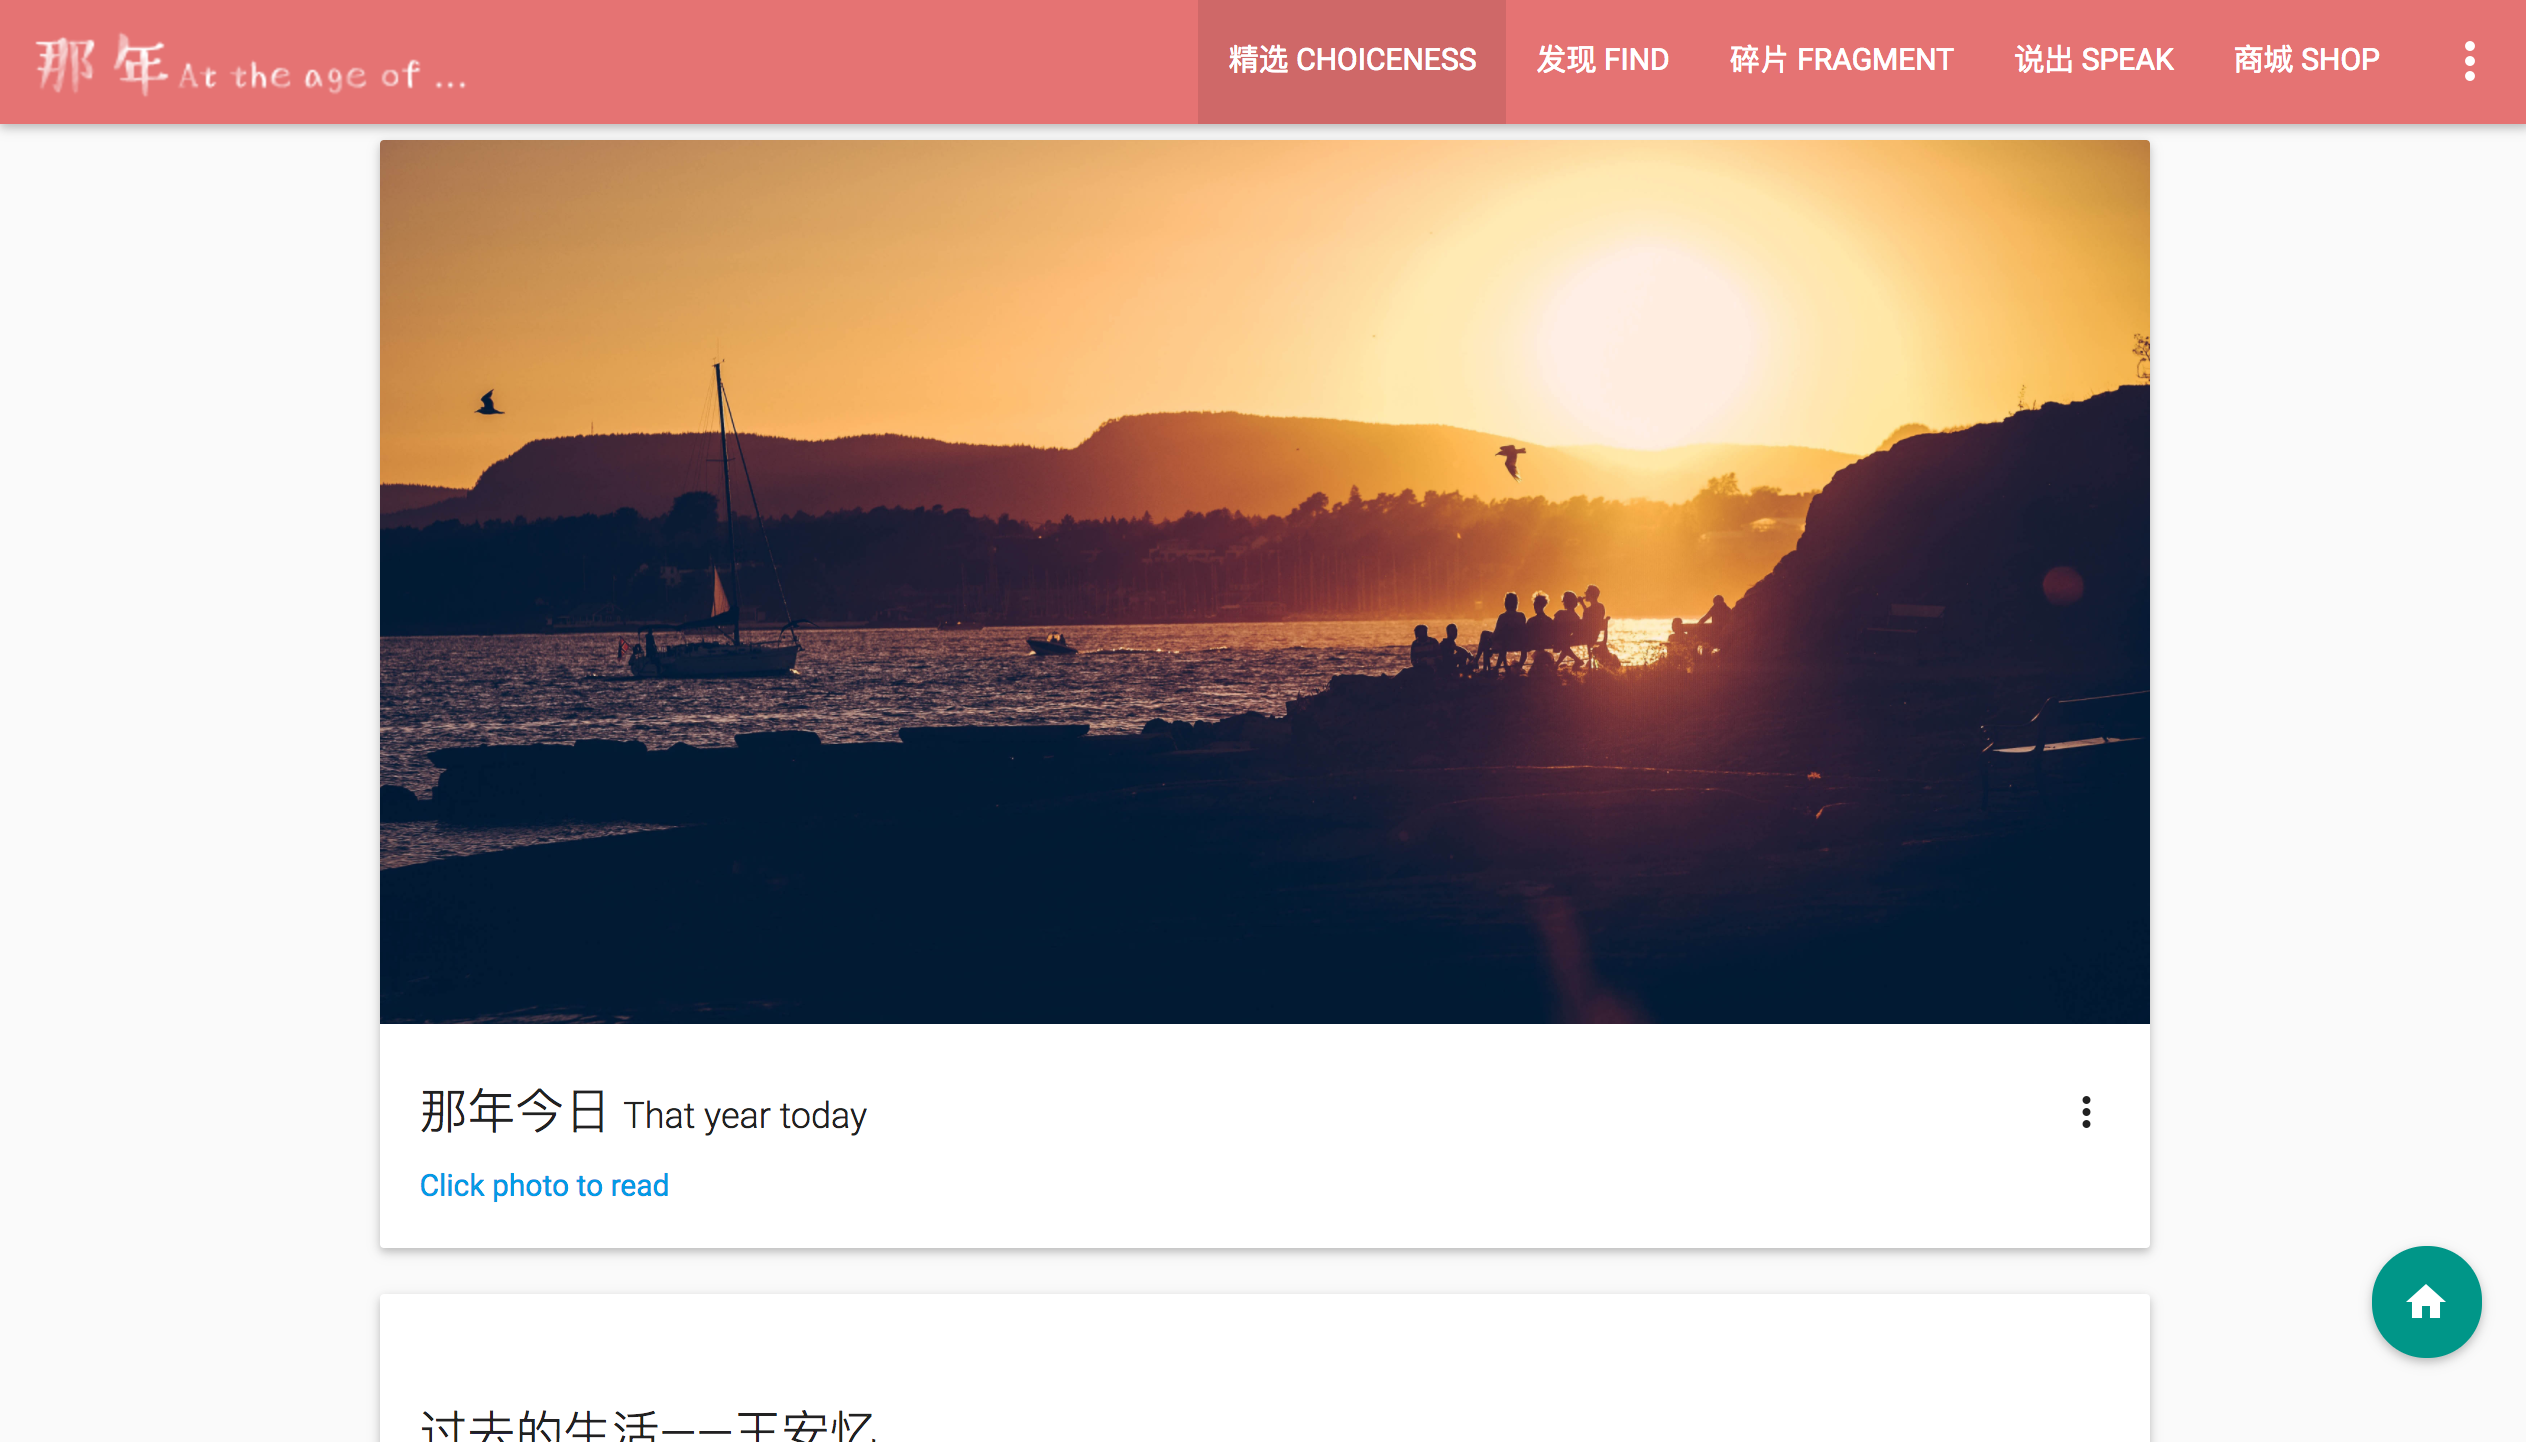 那年 At the age of ...
精选 CHOICENESS 发现 FIND 碎片 FRAGMENT 说出 SPEAK 商城 SHOP
那年今日 That year today
Click photo to read
过去的生活——王安忆